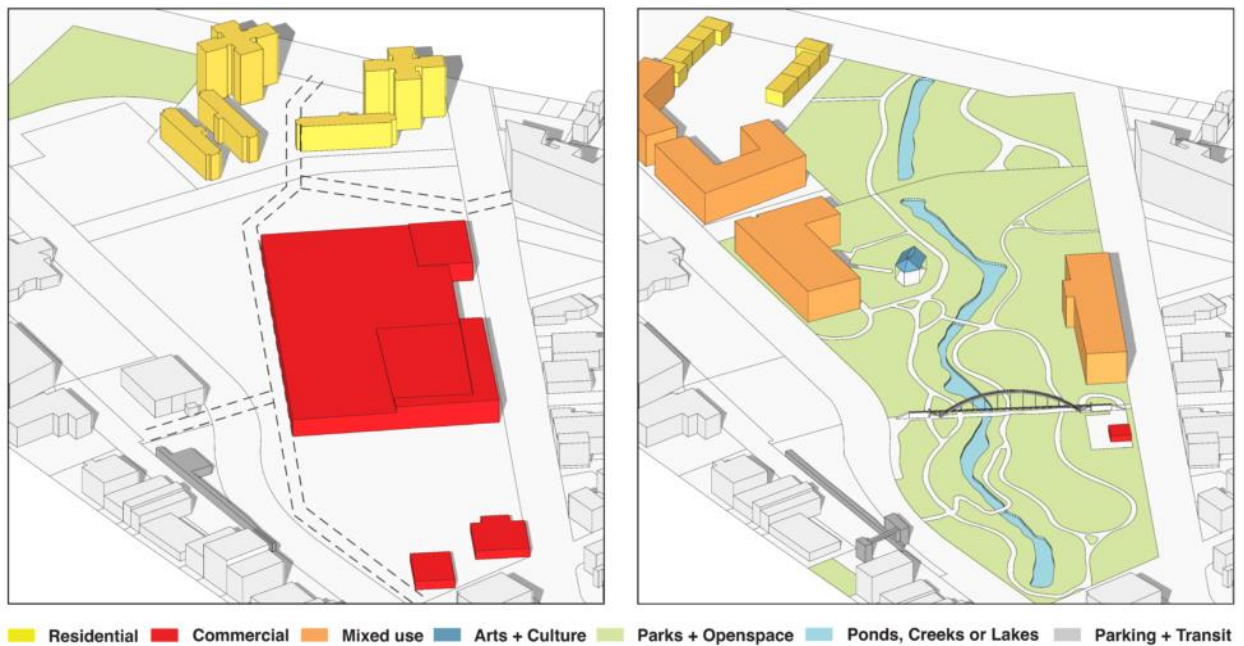 Residential Commercial Mixed use Arts + Culture Parks + Openspace Ponds, Creeks or Lakes Parking + Transit